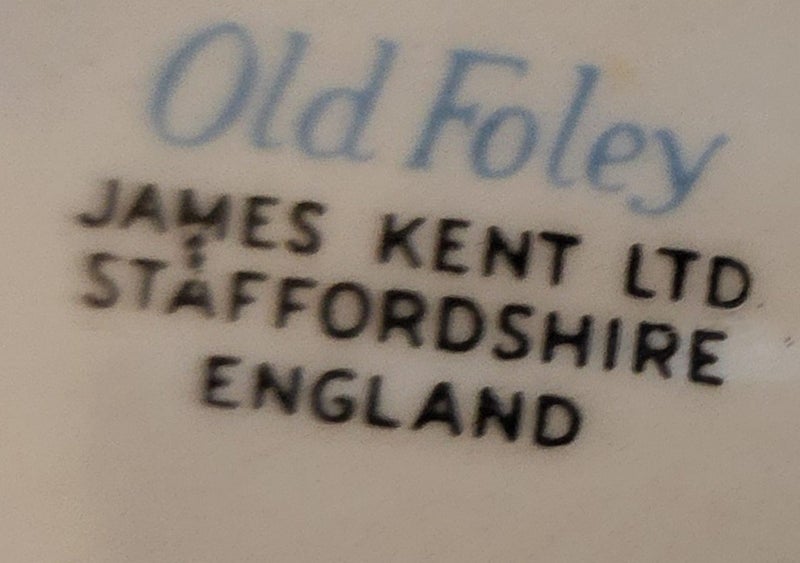 Old Foley
JAMES KENT LTD
STAFFORDSHIRE
ENGLAND